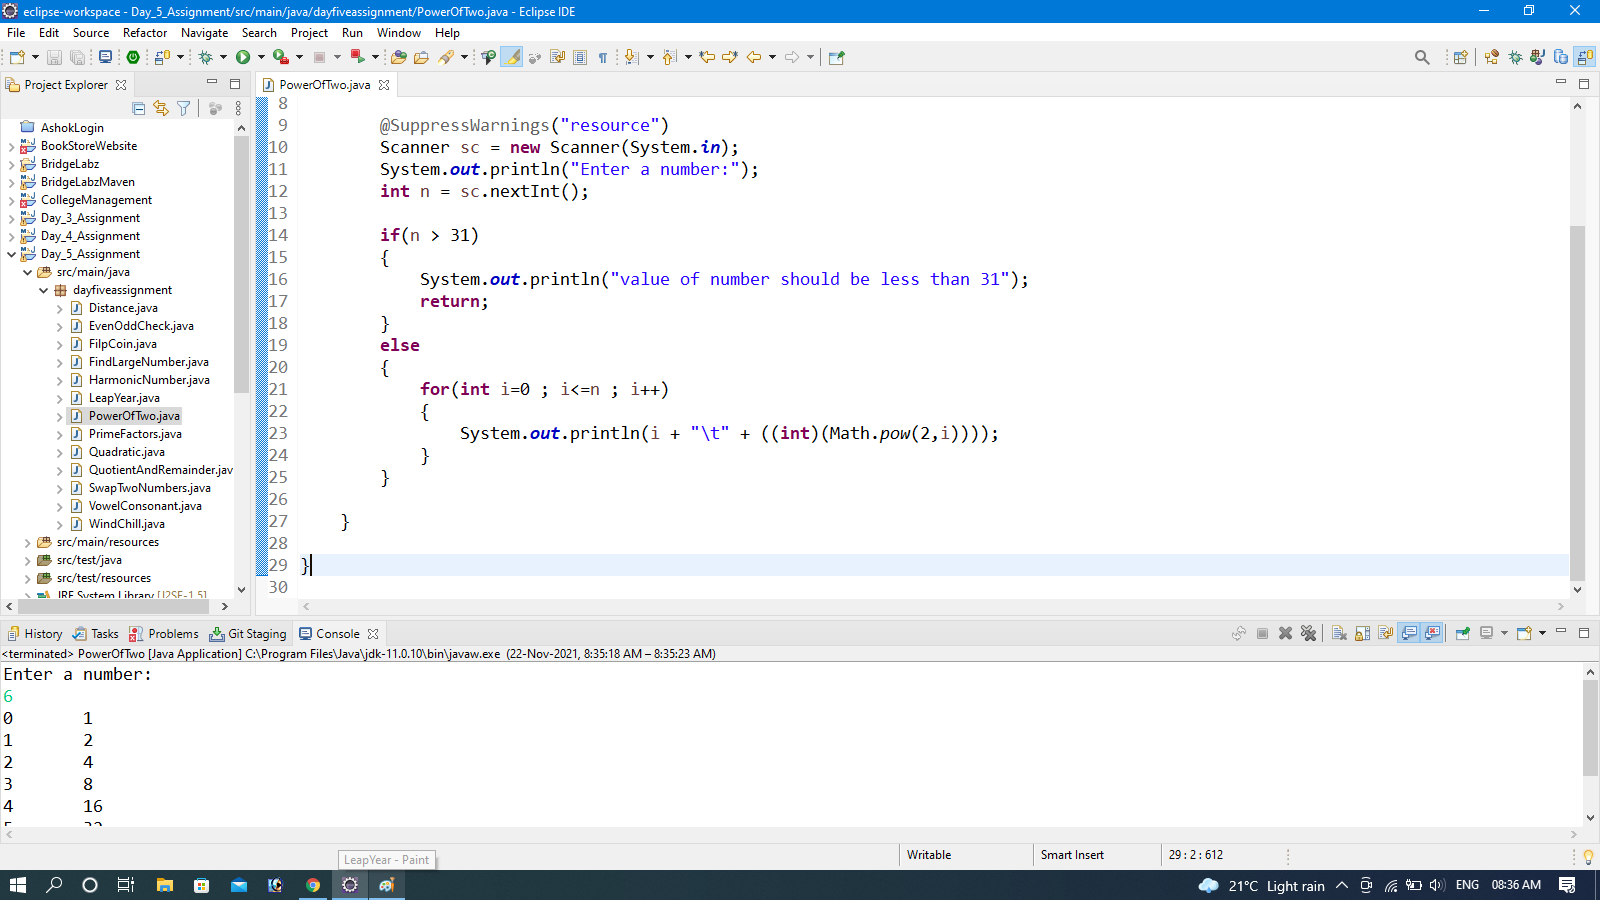 eclipse-workspace - Day_5_Assignment/src/main/java/dayfiveassignment/PowerOfTwo.java - Eclipse IDE
File Edit Source Refactor Navigate Search Project Run Window Help
Project Explorer
AshokLogin
BookStoreWebsite
BridgeLabz
BridgeLabzMaven
CollegeManagement
Day_3_Assignment
Day_4_Assignment
Day_5_Assignment
src/main/java
dayfiveassignment
Distance.java
EvenOddCheck.java
FilpCoin.java
FindLargeNumber.java
HarmonicNumber.java
LeapYear.java
PowerOfTwo.java
PrimeFactors.java
Quadratic.java
QuotientAndRemainder.jav
SwapTwoNumbers.java
VowelConsonant.java
WindChill.java
src/main/resources
src/test/java
src/test/resources
JRE System Library [J2SE-1.5]
PowerOfTwo.java
8
9 @SuppressWarnings("resource")
10 Scanner sc = new Scanner(System.in);
11 System.out.println("Enter a number:");
12 int n = sc.nextInt();
13
14 if(n > 31)
15 {
16 System.out.println("value of number should be less than 31");
17 return;
18 }
19 else
20 {
21 for(int i=0 ; i<=n ; i++)
22 {
23 System.out.println(i + "\t" + ((int)(Math.pow(2,i))));
24 }
25 }
26
27 }
28
29 }
30
History Tasks Problems Git Staging Console
<terminated> PowerOfTwo [Java Application] C:\Program Files\Java\jdk-11.0.10\bin\javaw.exe (22-Nov-2021, 8:35:18 AM – 8:35:23 AM)
Enter a number:
6
0 1
1 2
2 4
3 8
4 16
5 32
Writable Smart Insert 29 : 2 : 612
LeapYear - Paint
21°C Light rain ENG 08:36 AM